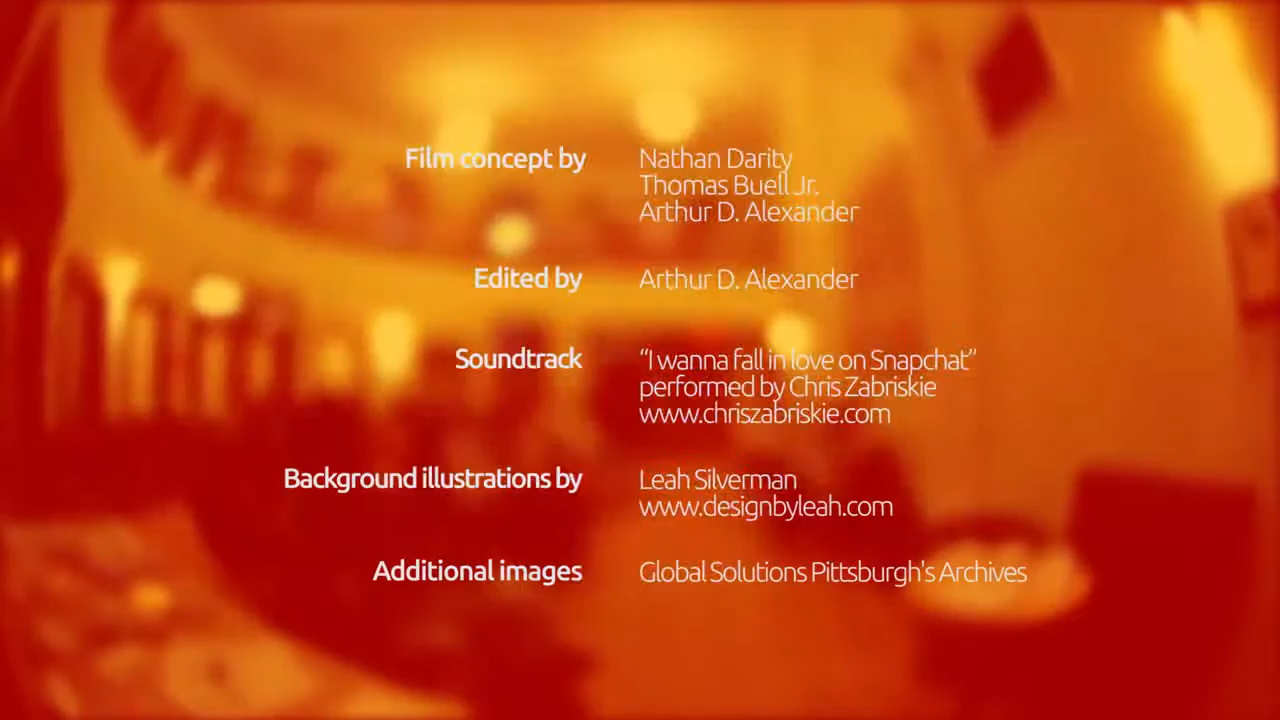 Film concept by Nathan Darity
Thomas Buell Jr.
Arthur D. Alexander
Edited by Arthur D. Alexander
Soundtrack “I wanna fall in love on Snapchat”
performed by Chris Zabriskie
www.chriszabriskie.com
Background illustrations by Leah Silverman
www.designbyleah.com
Additional images Global Solutions Pittsburgh's Archives